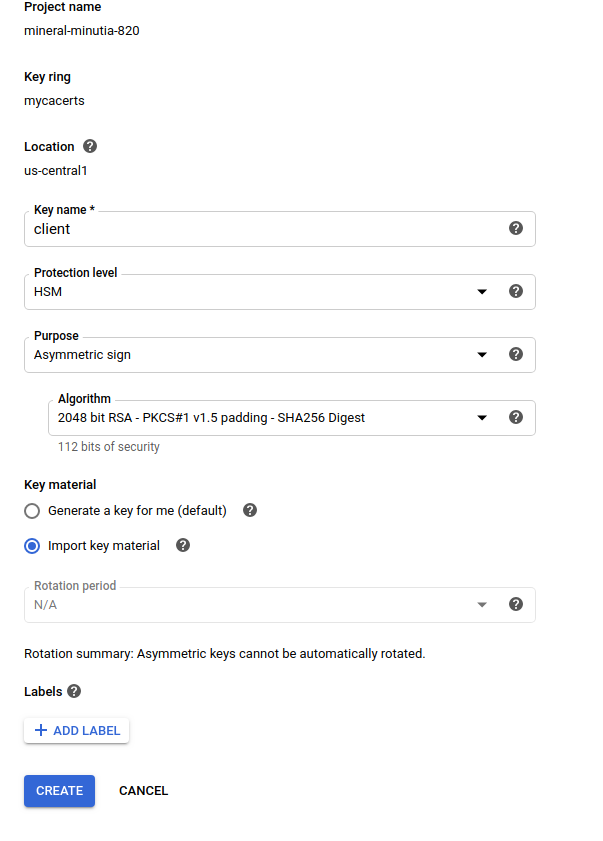 Project name
mineral-minutia-820
Key ring
mycacerts
Location
us-central1
Key name *
client
Protection level
HSM
Purpose
Asymmetric sign
Algorithm
2048 bit RSA - PKCS#1 v1.5 padding - SHA256 Digest
112 bits of security
Key material
Generate a key for me (default)
Import key material
Rotation period
N/A
Rotation summary: Asymmetric keys cannot be automatically rotated.
Labels
+ ADD LABEL
CREATE CANCEL